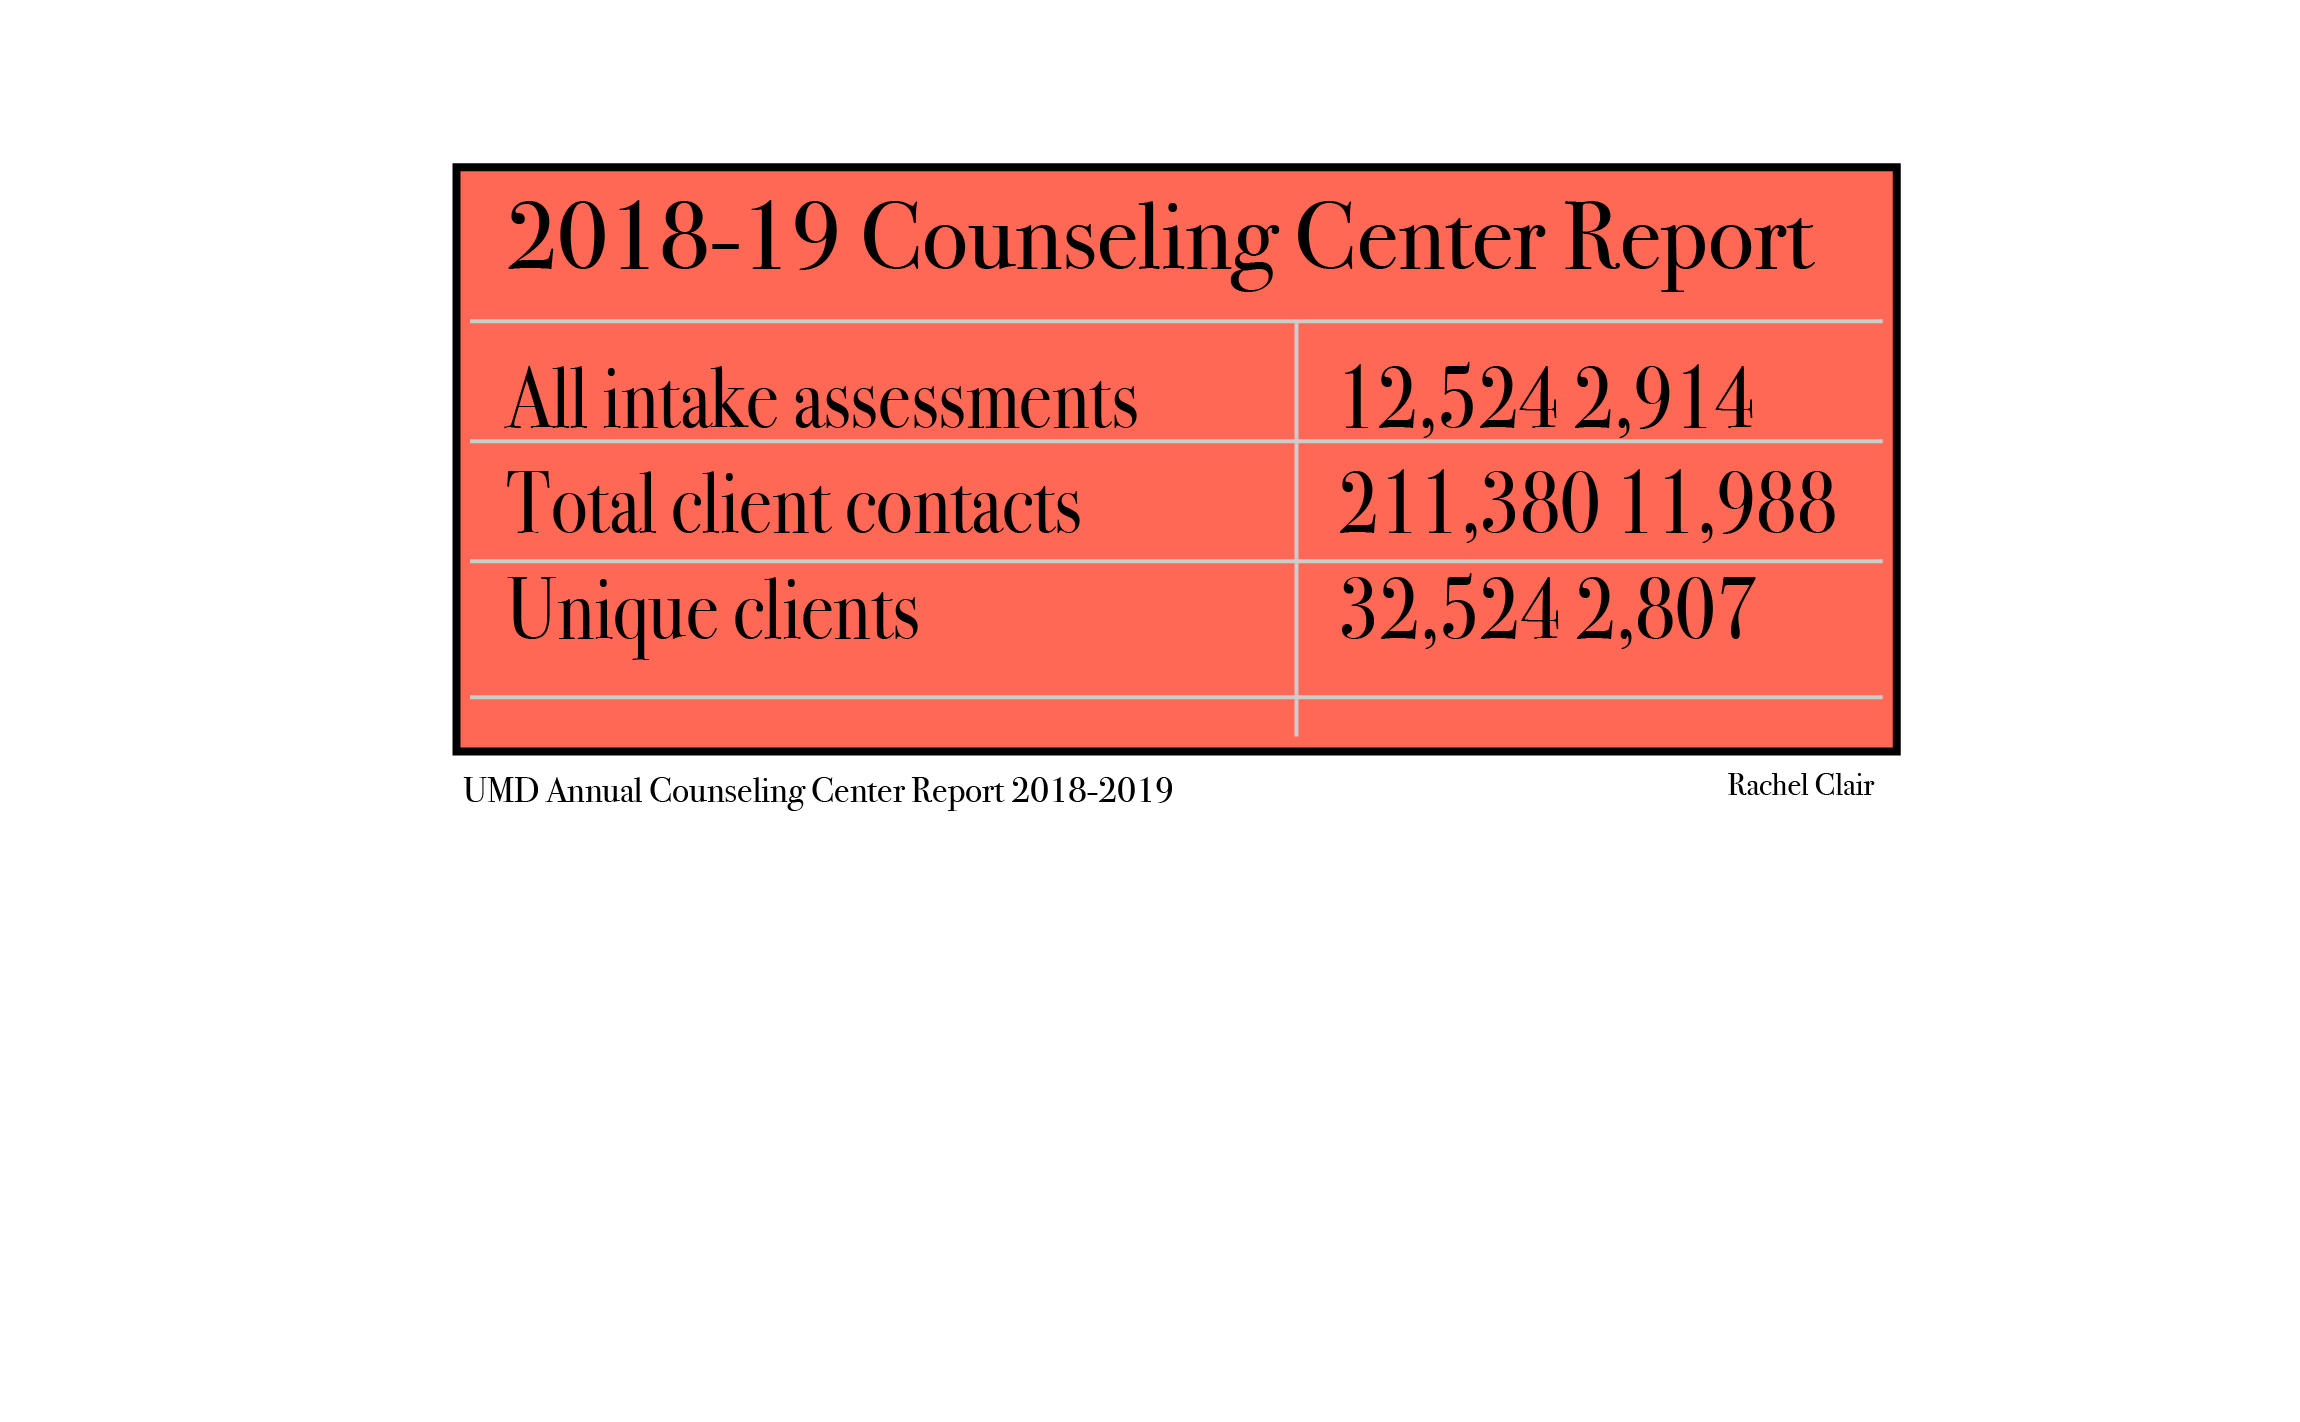 2018-19 Counseling Center Report
All intake assessments 12,524 2,914
Total client contacts 211,380 11,988
Unique clients 32,524 2,807
UMD Annual Counseling Center Report 2018-2019 Rachel Clair